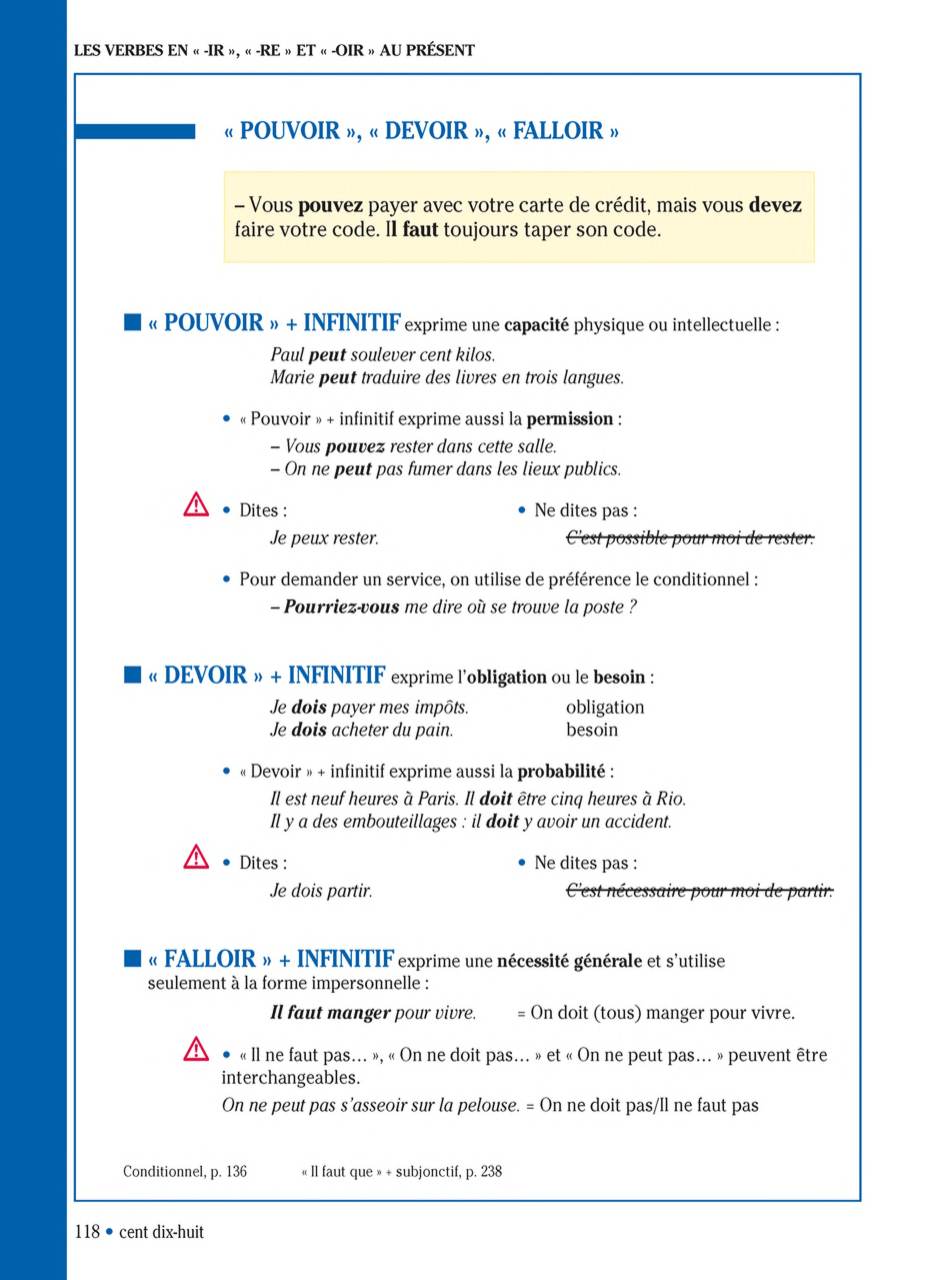 LES VERBES EN « -IR », « -RE » ET « -OIR » AU PRÉSENT
« POUVOIR », « DEVOIR », « FALLOIR »
– Vous pouvez payer avec votre carte de crédit, mais vous devez
faire votre code. Il faut toujours taper son code.
■ « POUVOIR » + INFINITIF exprime une capacité physique ou intellectuelle :
Paul peut soulever cent kilos.
Marie peut traduire des livres en trois langues.
• « Pouvoir » + infinitif exprime aussi la permission :
– Vous pouvez rester dans cette salle.
– On ne peut pas fumer dans les lieux publics.
• Dites : • Ne dites pas :
Je peux rester. C'est possible pour moi de rester.
• Pour demander un service, on utilise de préférence le conditionnel :
– Pourriez-vous me dire où se trouve la poste ?
■ « DEVOIR » + INFINITIF exprime l'obligation ou le besoin :
Je dois payer mes impôts. obligation
Je dois acheter du pain. besoin
• « Devoir » + infinitif exprime aussi la probabilité :
Il est neuf heures à Paris. Il doit être cinq heures à Rio.
Il y a des embouteillages : il doit y avoir un accident.
• Dites : • Ne dites pas :
Je dois partir. C'est nécessaire pour moi de partir.
■ « FALLOIR » + INFINITIF exprime une nécessité générale et s'utilise
seulement à la forme impersonnelle :
Il faut manger pour vivre. = On doit (tous) manger pour vivre.
• « Il ne faut pas… », « On ne doit pas… » et « On ne peut pas… » peuvent être
interchangeables.
On ne peut pas s'asseoir sur la pelouse. = On ne doit pas/Il ne faut pas
Conditionnel, p. 136 « Il faut que » + subjonctif, p. 238
118 • cent dix-huit